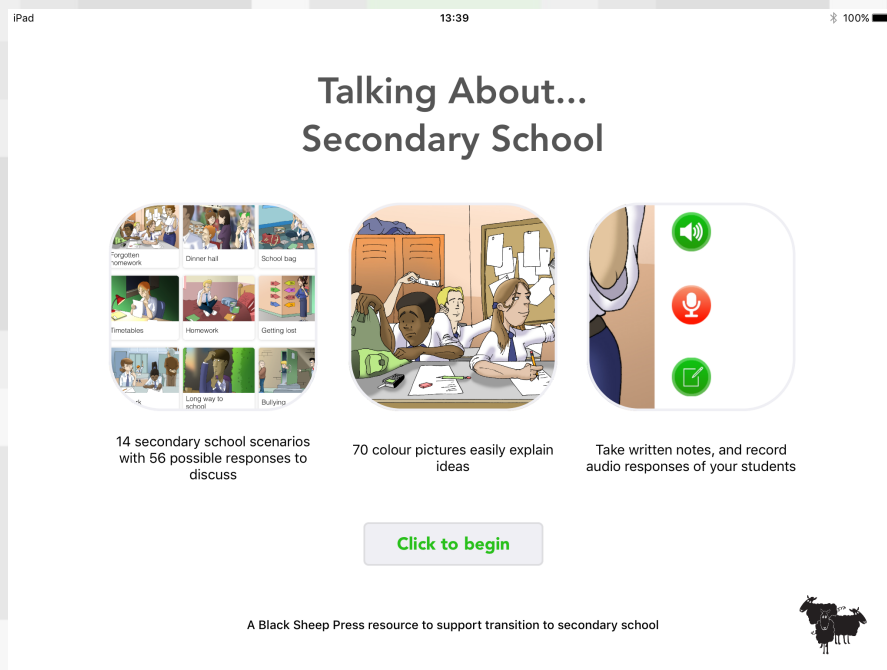 iPad
13:39
100%
Talking About...
Secondary School
Forgotten
homework
Dinner hall
School bag
Timetables
Homework
Getting lost
Long way to
school
Bullying
14 secondary school scenarios
with 56 possible responses to
discuss
70 colour pictures easily explain
ideas
Take written notes, and record
audio responses of your students
Click to begin
A Black Sheep Press resource to support transition to secondary school